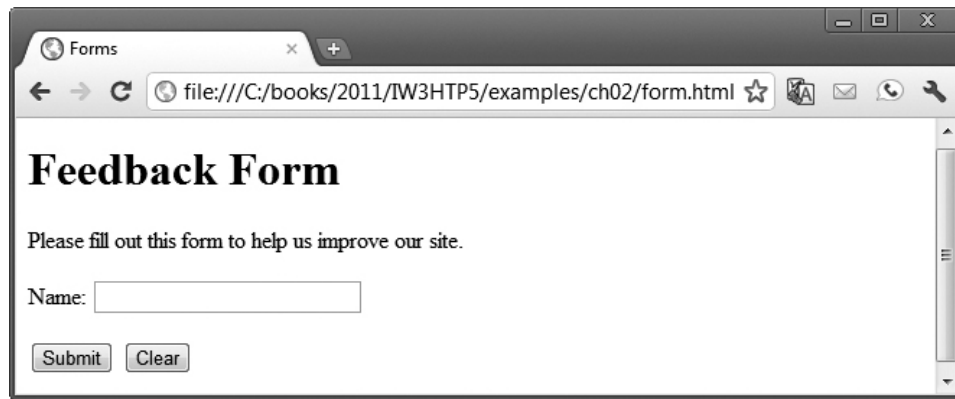 Forms
file:///C:/books/2011/IW3HTP5/examples/ch02/form.html
Feedback Form
Please fill out this form to help us improve our site.
Name:
Submit Clear